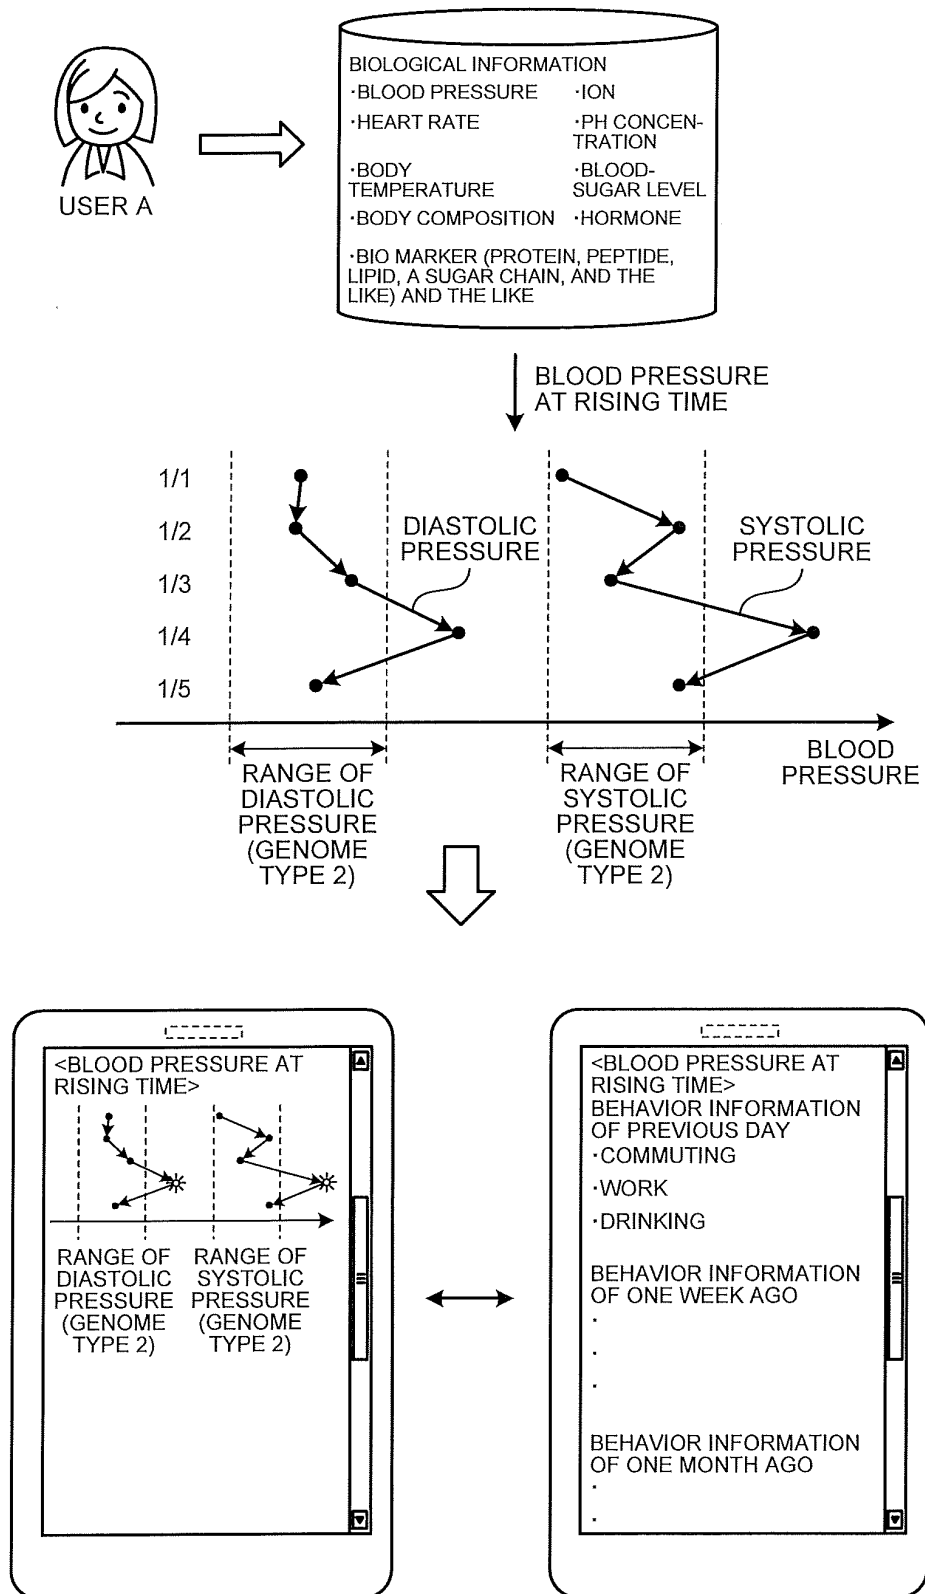 USER A
BIOLOGICAL INFORMATION
·BLOOD PRESSURE
·HEART RATE
·BODY
TEMPERATURE
·BODY COMPOSITION
·ION
·PH CONCEN-
TRATION
·BLOOD-
SUGAR LEVEL
·HORMONE
·BIO MARKER (PROTEIN, PEPTIDE,
LIPID, A SUGAR CHAIN, AND THE
LIKE) AND THE LIKE
BLOOD PRESSURE
AT RISING TIME
1/1
1/2
1/3
1/4
1/5
DIASTOLIC
PRESSURE
SYSTOLIC
PRESSURE
BLOOD
PRESSURE
RANGE OF
DIASTOLIC
PRESSURE
(GENOME
TYPE 2)
RANGE OF
SYSTOLIC
PRESSURE
(GENOME
TYPE 2)
<BLOOD PRESSURE AT
RISING TIME>
RANGE OF
DIASTOLIC
PRESSURE
(GENOME
TYPE 2)
RANGE OF
SYSTOLIC
PRESSURE
(GENOME
TYPE 2)
<BLOOD PRESSURE AT
RISING TIME>
BEHAVIOR INFORMATION
OF PREVIOUS DAY
·COMMUTING
·WORK
·DRINKING
BEHAVIOR INFORMATION
OF ONE WEEK AGO
·
·
·
BEHAVIOR INFORMATION
OF ONE MONTH AGO
·
·